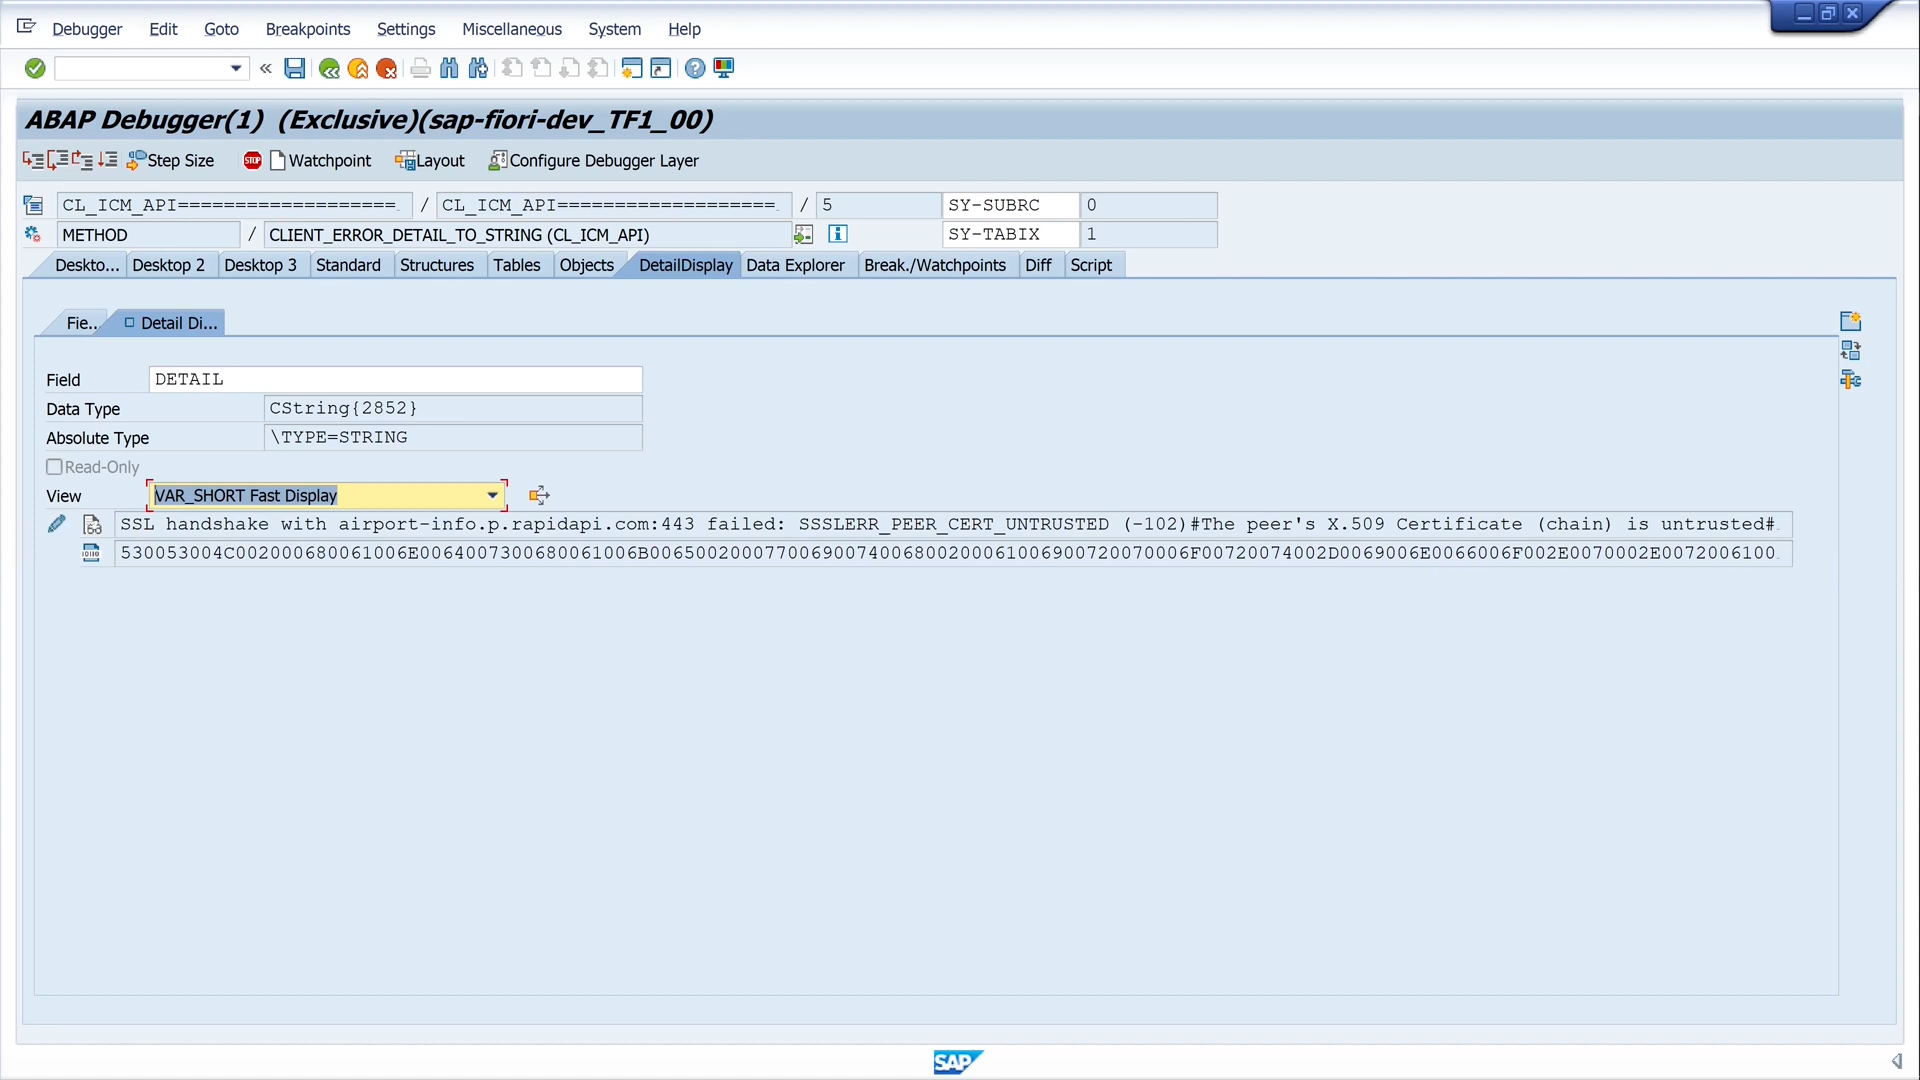 Debugger Edit Goto Breakpoints Settings Miscellaneous System Help
ABAP Debugger(1) (Exclusive)(sap-fiori-dev_TF1_00)
Step Size STOP Watchpoint Layout Configure Debugger Layer
CL_ICM_API=================== / CL_ICM_API=================== / 5 SY-SUBRC 0
METHOD / CLIENT_ERROR_DETAIL_TO_STRING (CL_ICM_API) SY-TABIX 1
Deskto... Desktop 2 Desktop 3 Standard Structures Tables Objects DetailDisplay Data Explorer Break./Watchpoints Diff Script
Fie... Detail Di...
Field DETAIL
Data Type CString{2852}
Absolute Type \TYPE=STRING
Read-Only
View VAR_SHORT Fast Display
SSL handshake with airport-info.p.rapidapi.com:443 failed: SSSLERR_PEER_CERT_UNTRUSTED (-102)#The peer's X.509 Certificate (chain) is untrusted#
530053004C002000680061006E0064007300680061006B00650020007700690074006800200061006900720070006F00720074002D0069006E0066006F002E0070002E0072006100
SAP